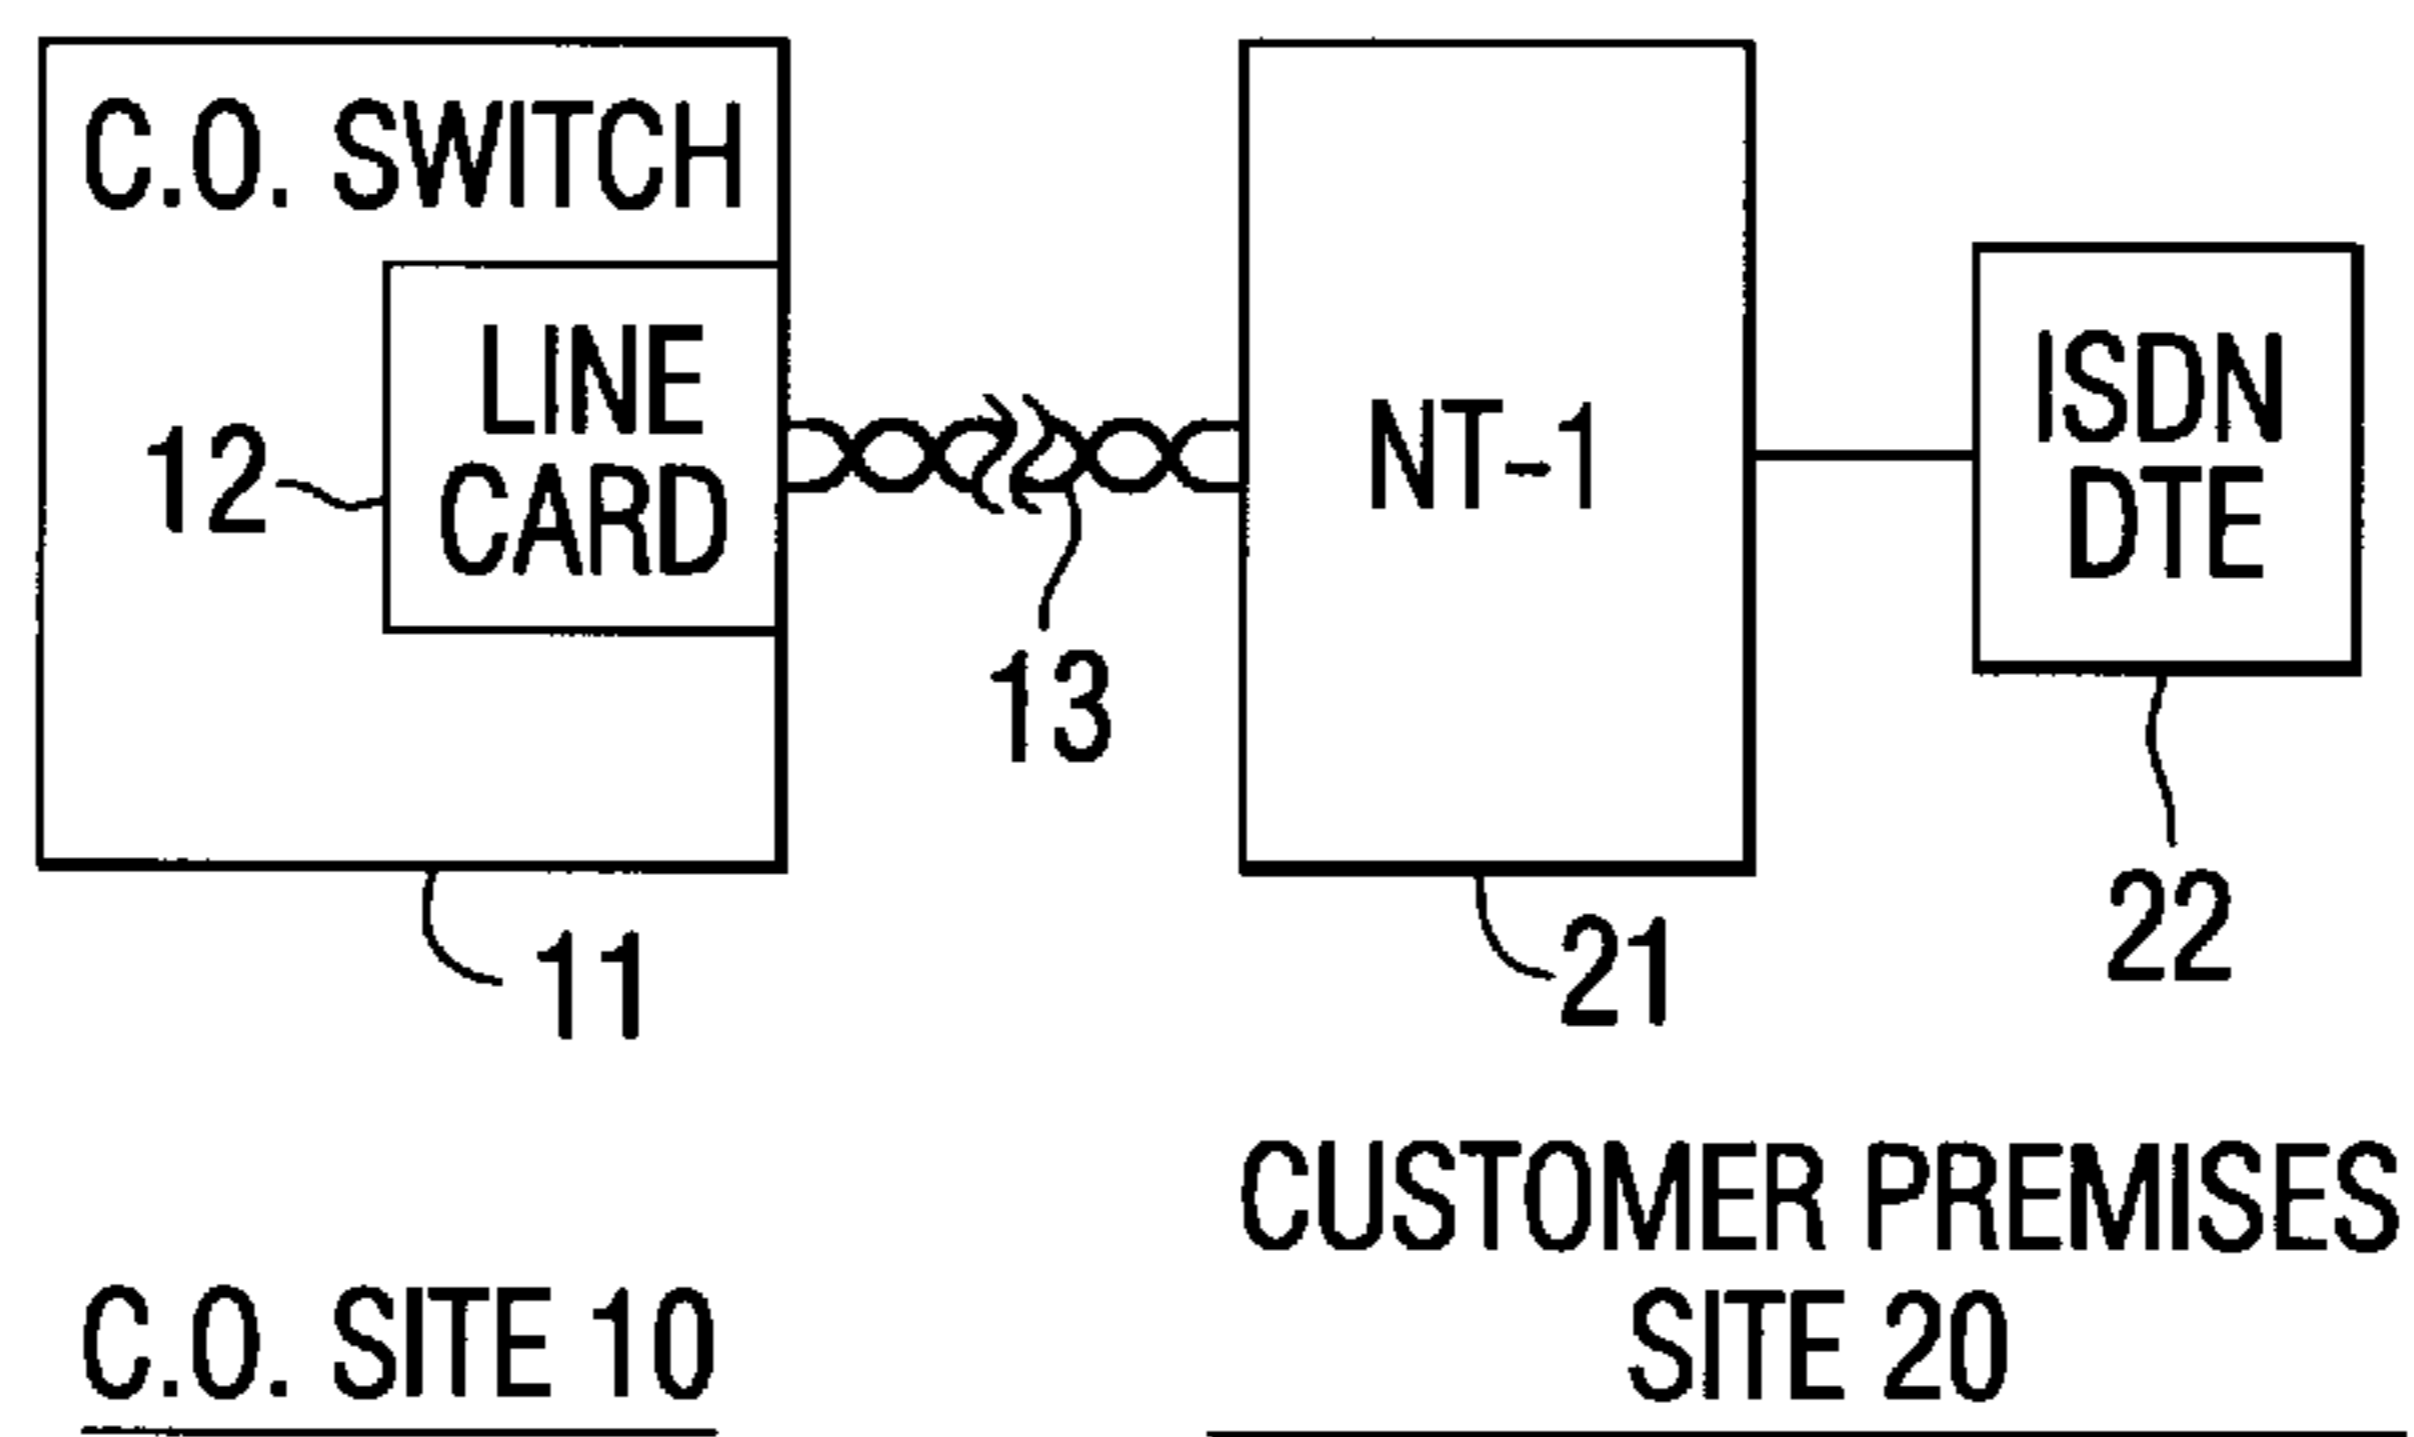 C.O. SWITCH
LINE
CARD
12
13
11
NT-1
21
ISDN
DTE
22
C.O. SITE 10
CUSTOMER PREMISES
SITE 20